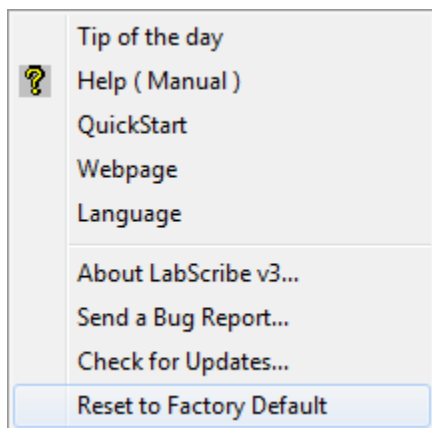 Tip of the day
Help ( Manual )
QuickStart
Webpage
Language
About LabScribe v3...
Send a Bug Report...
Check for Updates...
Reset to Factory Default